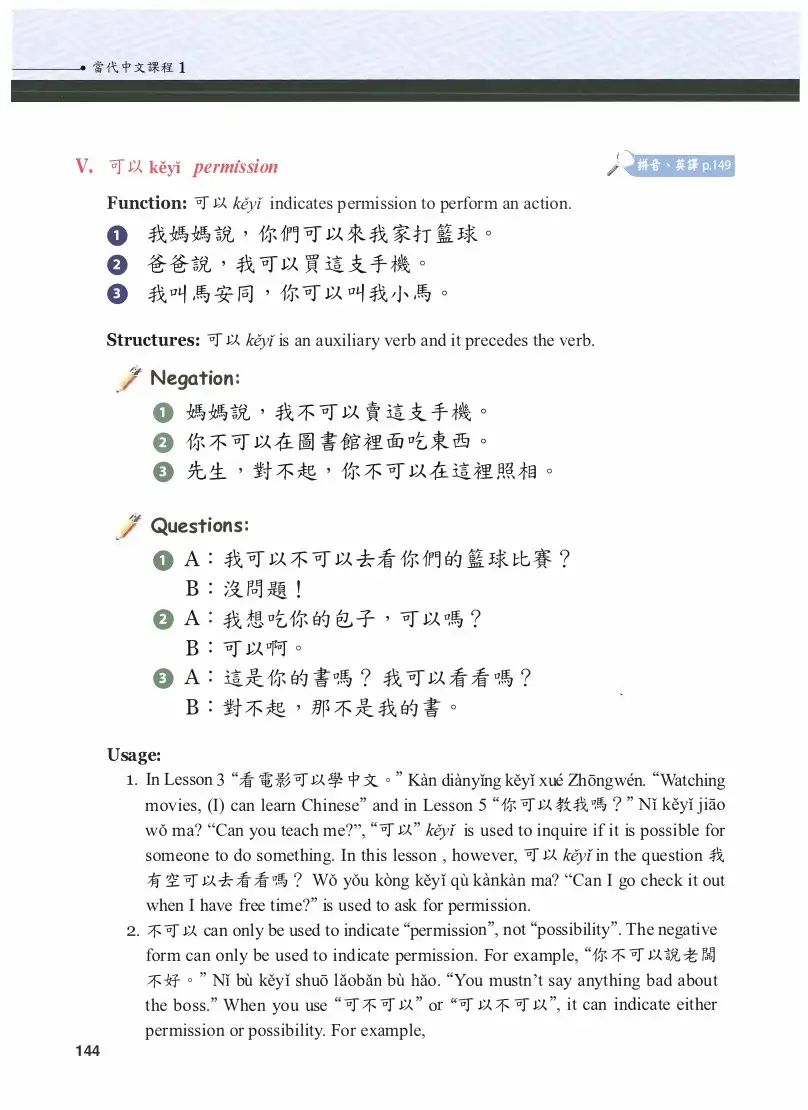 當代中文課程 1
V. 可以 kěyǐ permission
拼音、英譯 p.149
Function: 可以 kěyǐ indicates permission to perform an action.
1 我媽媽說，你們可以來我家打籃球。
2 爸爸說，我可以買這支手機。
3 我叫馬安同，你可以叫我小馬。
Structures: 可以 kěyǐ is an auxiliary verb and it precedes the verb.
Negation:
1 媽媽說，我不可以賣這支手機。
2 你不可以在圖書館裡面吃東西。
3 先生，對不起，你不可以在這裡照相。
Questions:
1 A：我可以不可以去看你們的籃球比賽？
B：沒問題！
2 A：我想吃你的包子，可以嗎？
B：可以啊。
3 A：這是你的書嗎？我可以看看嗎？
B：對不起，那不是我的書。
Usage:
1. In Lesson 3 “看電影可以學中文。” Kàn diànyǐng kěyǐ xué Zhōngwén. “Watching
movies, (I) can learn Chinese” and in Lesson 5 “你可以教我嗎？” Nǐ kěyǐ jiāo
wǒ ma? “Can you teach me?”, “可以” kěyǐ is used to inquire if it is possible for
someone to do something. In this lesson , however, 可以 kěyǐ in the question 我
有空可以去看看嗎？ Wǒ yǒu kòng kěyǐ qù kànkàn ma? “Can I go check it out
when I have free time?” is used to ask for permission.
2. 不可以 can only be used to indicate “permission”, not “possibility”. The negative
form can only be used to indicate permission. For example, “你不可以說老闆
不好。” Nǐ bù kěyǐ shuō lǎobǎn bù hǎo. “You mustn’t say anything bad about
the boss.” When you use “可不可以” or “可以不可以”, it can indicate either
permission or possibility. For example,
144